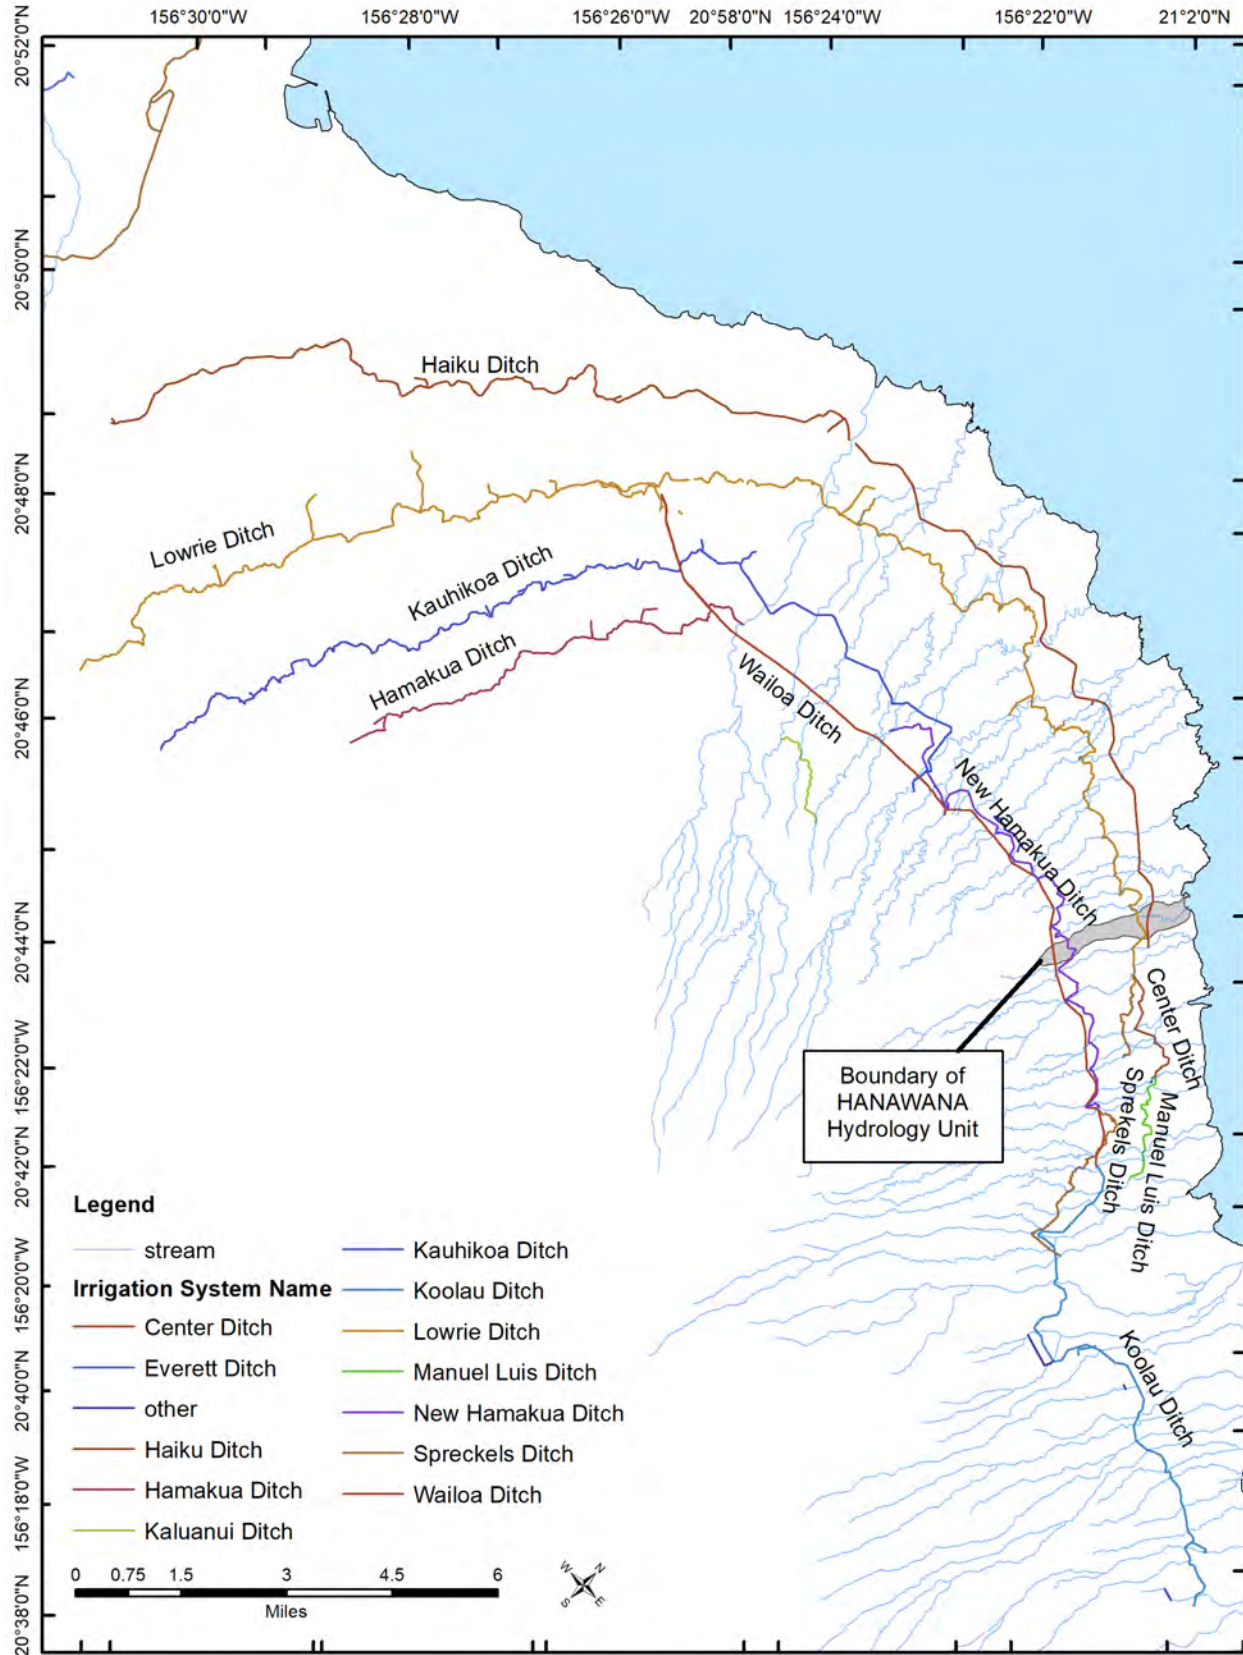 156°30'0"W
156°28'0"W
156°26'0"W
20°58'0"N
156°24'0"W
156°22'0"W
21°2'0"N
20°52'0"N
20°50'0"N
20°48'0"N
20°46'0"N
20°44'0"N
156°22'0"W
20°42'0"N
156°20'0"W
20°40'0"N
156°18'0"W
20°38'0"N
Haiku Ditch
Lowrie Ditch
Kauhikoa Ditch
Hamakua Ditch
Wailoa Ditch
New Hamakua Ditch
Center Ditch
Sprekels Ditch
Manuel Luis Ditch
Koolau Ditch
Boundary of
HANAWANA
Hydrology Unit
Legend
stream
Irrigation System Name
Center Ditch
Everett Ditch
other
Haiku Ditch
Hamakua Ditch
Kaluanui Ditch
Kauhikoa Ditch
Koolau Ditch
Lowrie Ditch
Manuel Luis Ditch
New Hamakua Ditch
Spreckels Ditch
Wailoa Ditch
0 0.75 1.5 3 4.5 6
Miles
W N
S E